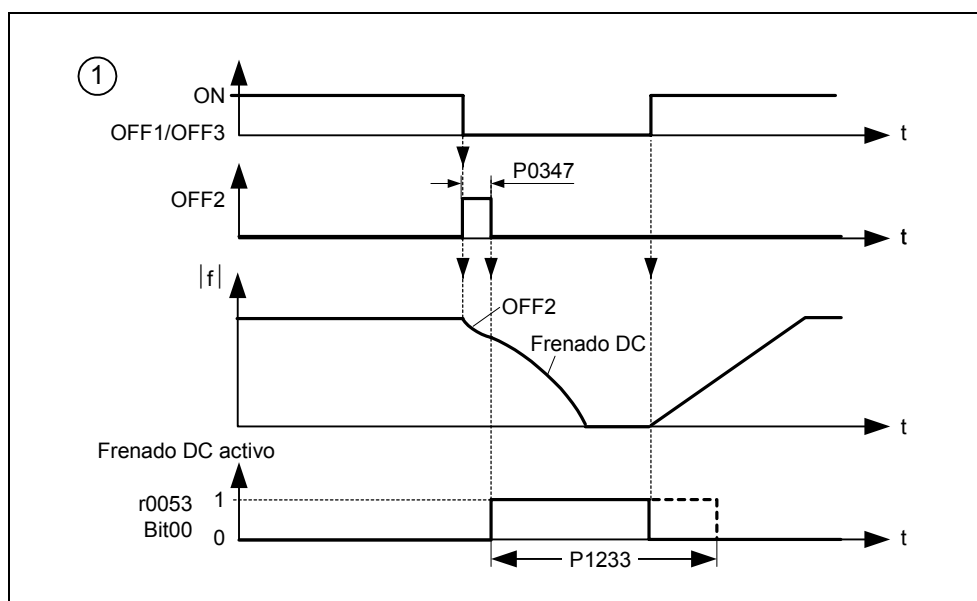 1
ON
OFF1/OFF3
t
P0347
OFF2
t
|f|
OFF2
Frenado DC
t
Frenado DC activo
r0053 1
Bit00 0
t
P1233